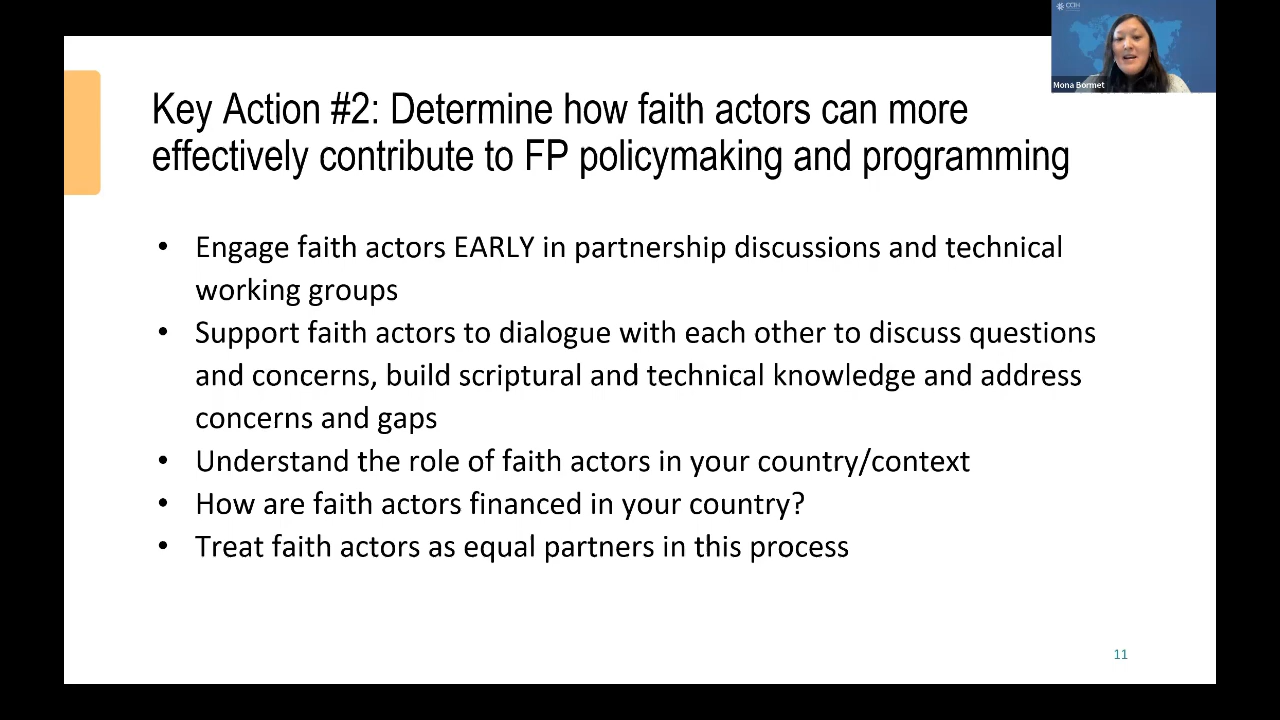 CCIH
Mona Bormet
Key Action #2: Determine how faith actors can more
effectively contribute to FP policymaking and programming
• Engage faith actors EARLY in partnership discussions and technical
working groups
• Support faith actors to dialogue with each other to discuss questions
and concerns, build scriptural and technical knowledge and address
concerns and gaps
• Understand the role of faith actors in your country/context
• How are faith actors financed in your country?
• Treat faith actors as equal partners in this process
11